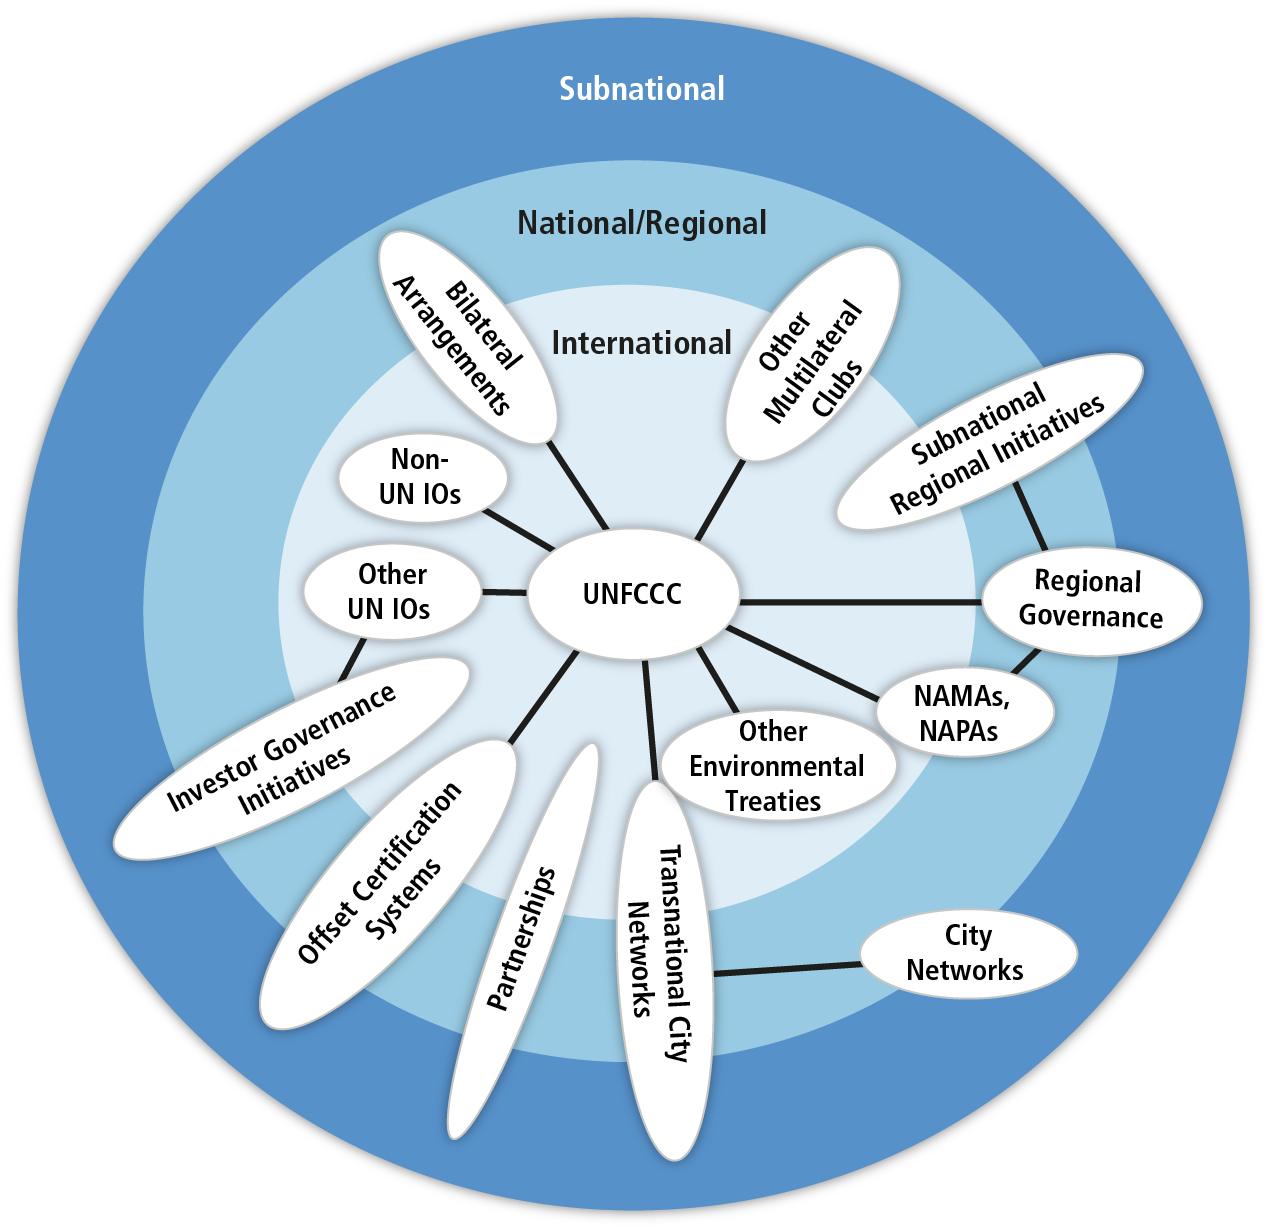 Subnational
National/Regional
International
Bilateral
Arrangements
Other
Multilateral
Clubs
Subnational
Regional Initiatives
Non-
UN IOs
Other
UN IOs
UNFCCC
Regional
Governance
NAMAs,
NAPAs
Other
Environmental
Treaties
Investor Governance
Initiatives
Offset Certification
Systems
Partnerships
Transnational City
Networks
City
Networks